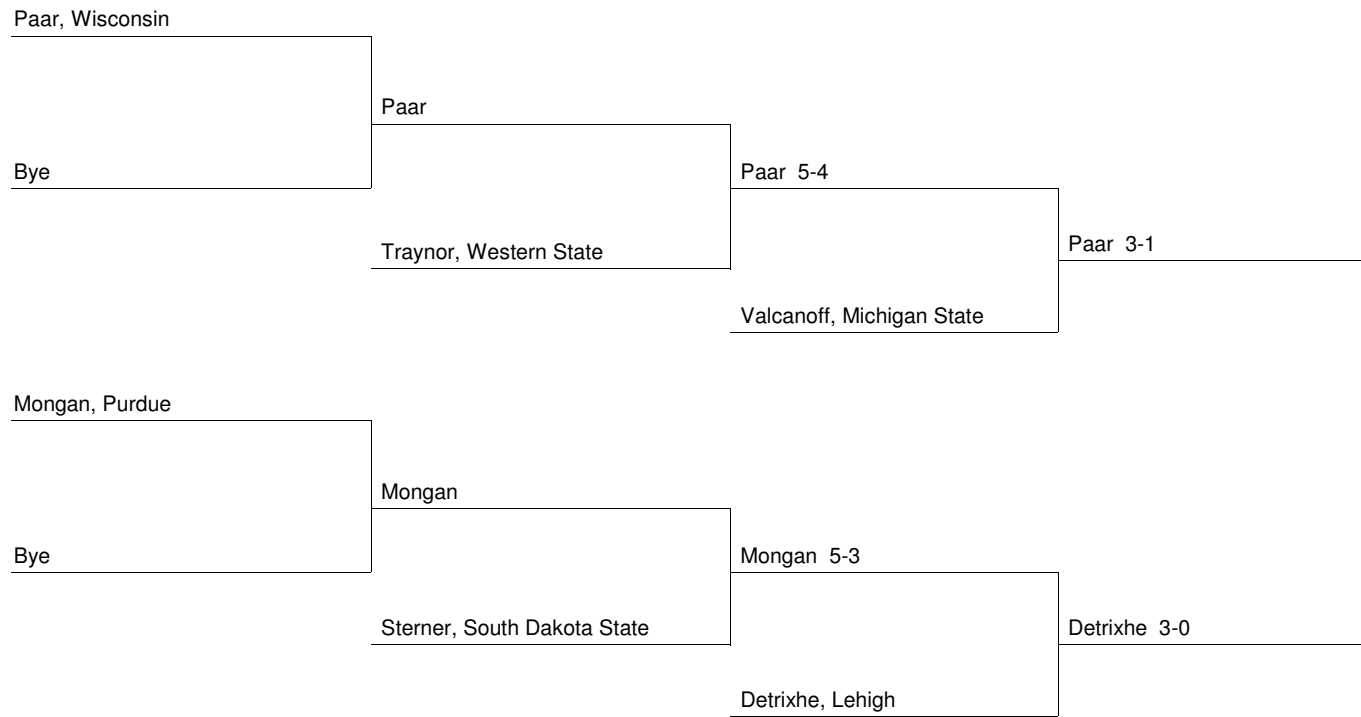 Paar, Wisconsin
Paar
Bye
Paar 5-4
Traynor, Western State
Paar 3-1
Valcanoff, Michigan State
Mongan, Purdue
Mongan
Bye
Mongan 5-3
Sterner, South Dakota State
Detrixhe 3-0
Detrixhe, Lehigh